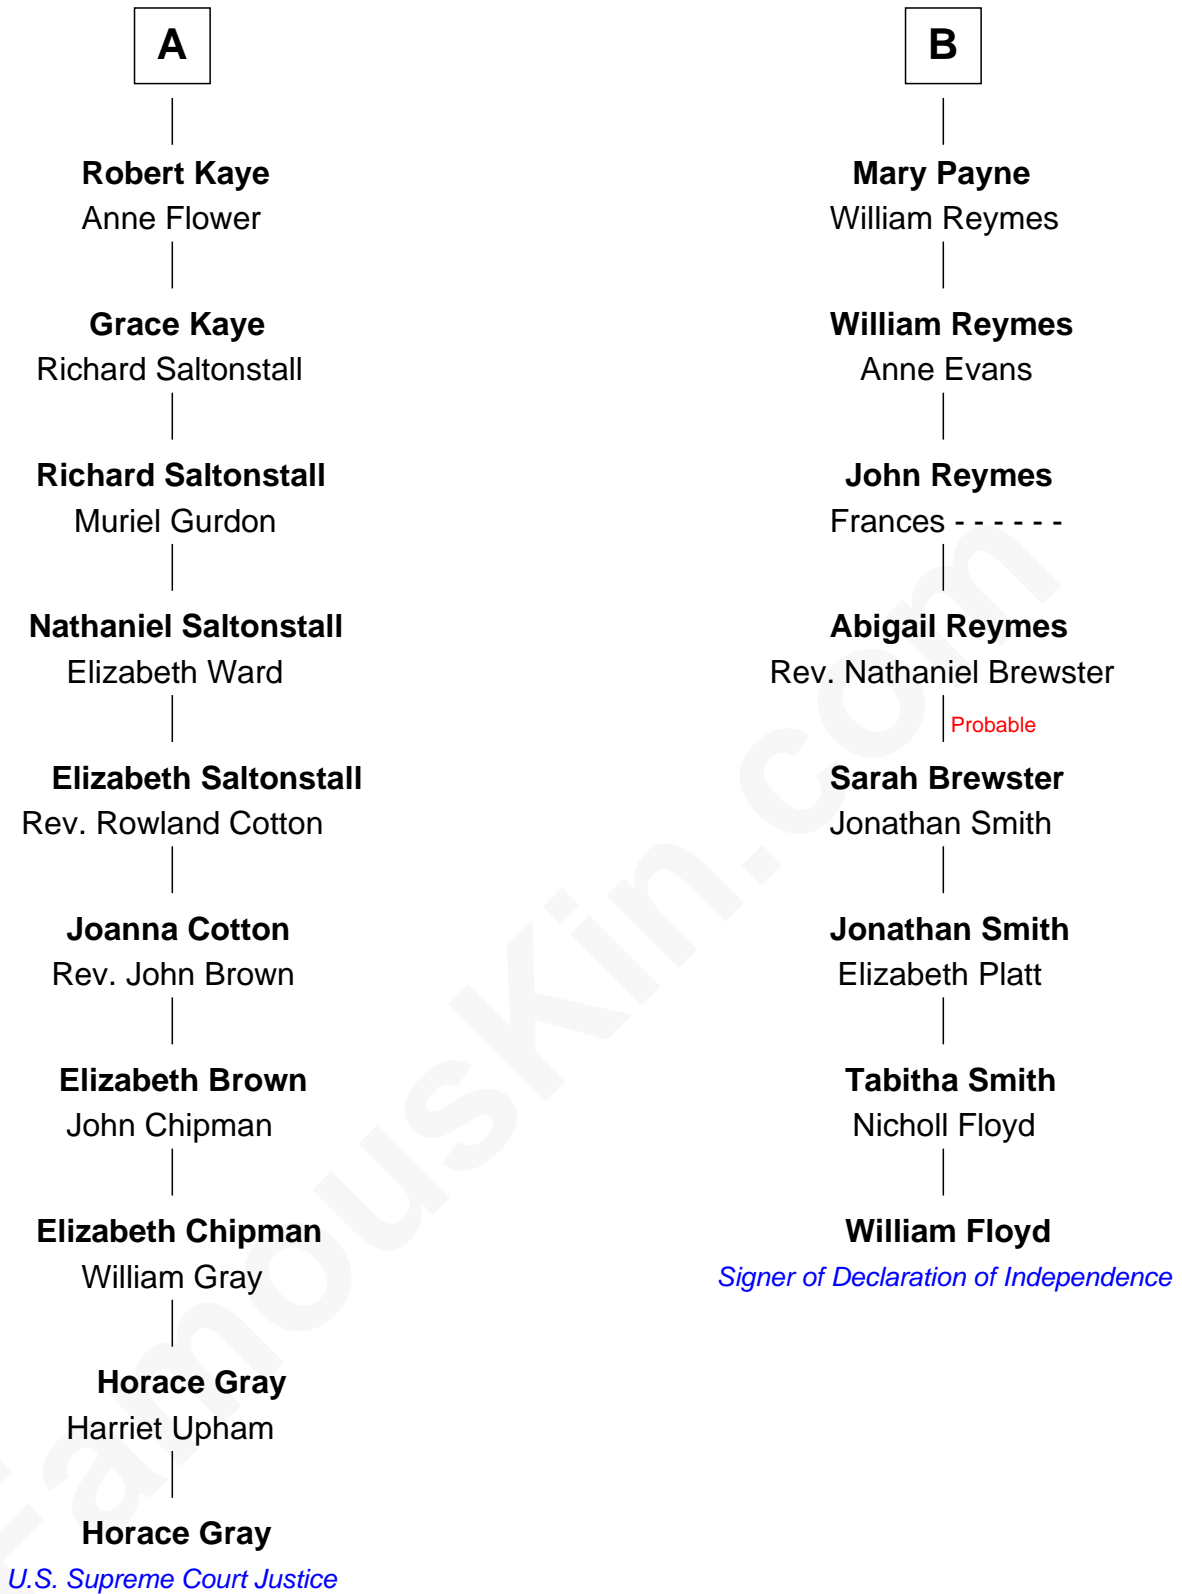 A
Robert Kaye
Anne Flower
Grace Kaye
Richard Saltonstall
Richard Saltonstall
Muriel Gurdon
Nathaniel Saltonstall
Elizabeth Ward
Elizabeth Saltonstall
Rev. Rowland Cotton
Joanna Cotton
Rev. John Brown
Elizabeth Brown
John Chipman
Elizabeth Chipman
William Gray
Horace Gray
Harriet Upham
Horace Gray
U.S. Supreme Court Justice
B
Mary Payne
William Reymes
William Reymes
Anne Evans
John Reymes
Frances - - - - - -
Abigail Reymes
Rev. Nathaniel Brewster
Probable
Sarah Brewster
Jonathan Smith
Jonathan Smith
Elizabeth Platt
Tabitha Smith
Nicholl Floyd
William Floyd
Signer of Declaration of Independence
FamousKin.com